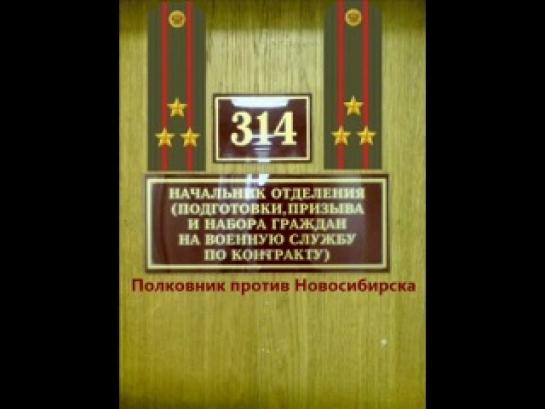 314
НАЧАЛЬНИК ОТДЕЛЕНИЯ
(ПОДГОТОВКИ, ПРИЗЫВА
И НАБОРА ГРАЖДАН
НА ВОЕННУЮ СЛУЖБУ
ПО КОНТРАКТУ)
Полковник против Новосибирска